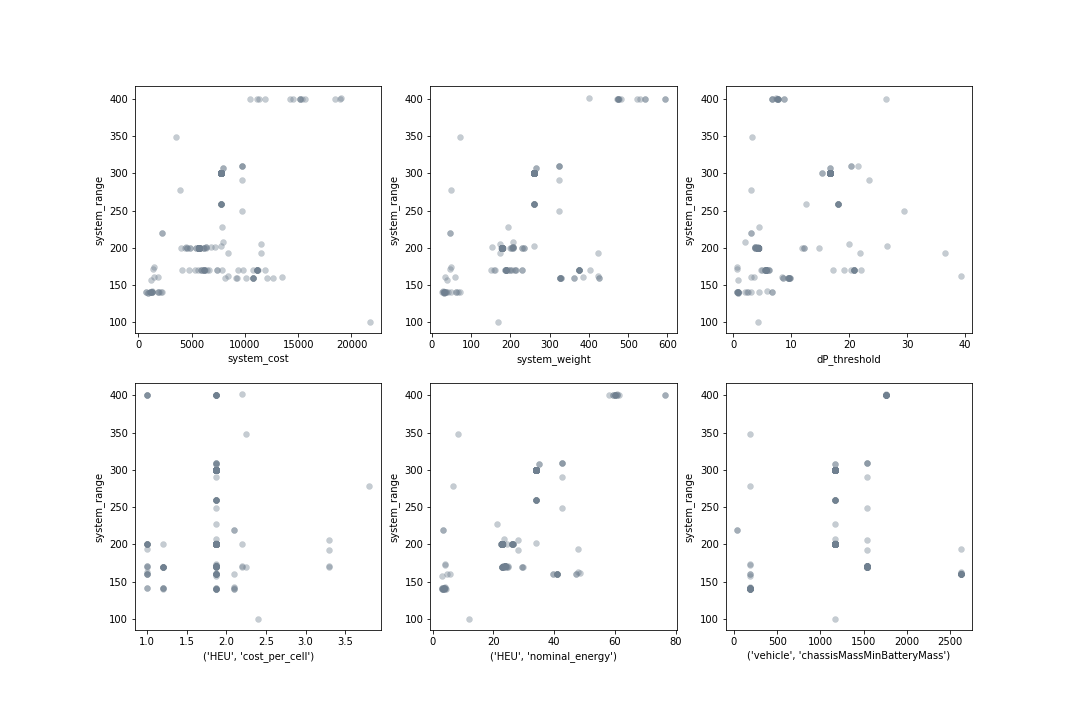 400
350
300
250
200
150
100
system_range
0 5000 10000 15000 20000
system_cost
400
350
300
250
200
150
100
system_range
0 100 200 300 400 500 600
system_weight
400
350
300
250
200
150
100
system_range
0 10 20 30 40
dP_threshold
400
350
300
250
200
150
100
system_range
1.0 1.5 2.0 2.5 3.0 3.5
('HEU', 'cost_per_cell')
400
350
300
250
200
150
100
system_range
0 20 40 60 80
('HEU', 'nominal_energy')
400
350
300
250
200
150
100
system_range
0 500 1000 1500 2000 2500
('vehicle', 'chassisMassMinBatteryMass')